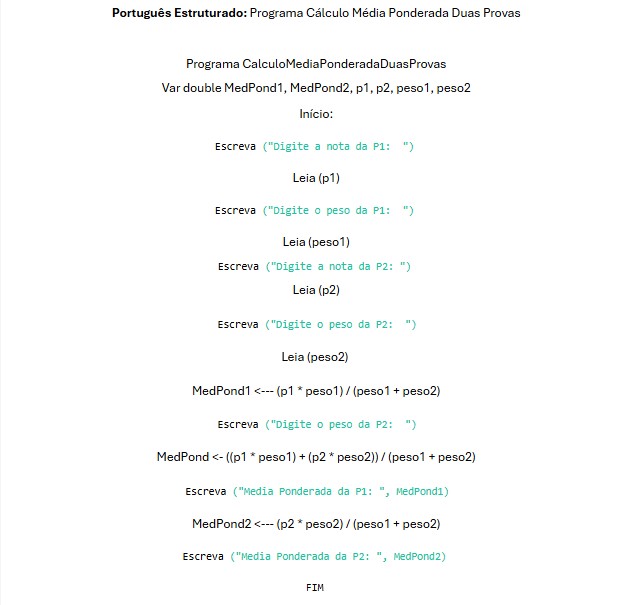 Português Estruturado: Programa Cálculo Média Ponderada Duas Provas
Programa CalculoMediaPonderadaDuasProvas
Var double MedPond1, MedPond2, p1, p2, peso1, peso2
Início:
Escreva ("Digite a nota da P1:  ")
Leia (p1)
Escreva ("Digite o peso da P1:  ")
Leia (peso1)
Escreva ("Digite a nota da P2: ")
Leia (p2)
Escreva ("Digite o peso da P2:  ")
Leia (peso2)
MedPond1 <--- (p1 * peso1) / (peso1 + peso2)
Escreva ("Digite o peso da P2:  ")
MedPond <- ((p1 * peso1) + (p2 * peso2)) / (peso1 + peso2)
Escreva ("Media Ponderada da P1: ", MedPond1)
MedPond2 <--- (p2 * peso2) / (peso1 + peso2)
Escreva ("Media Ponderada da P2: ", MedPond2)
FIM